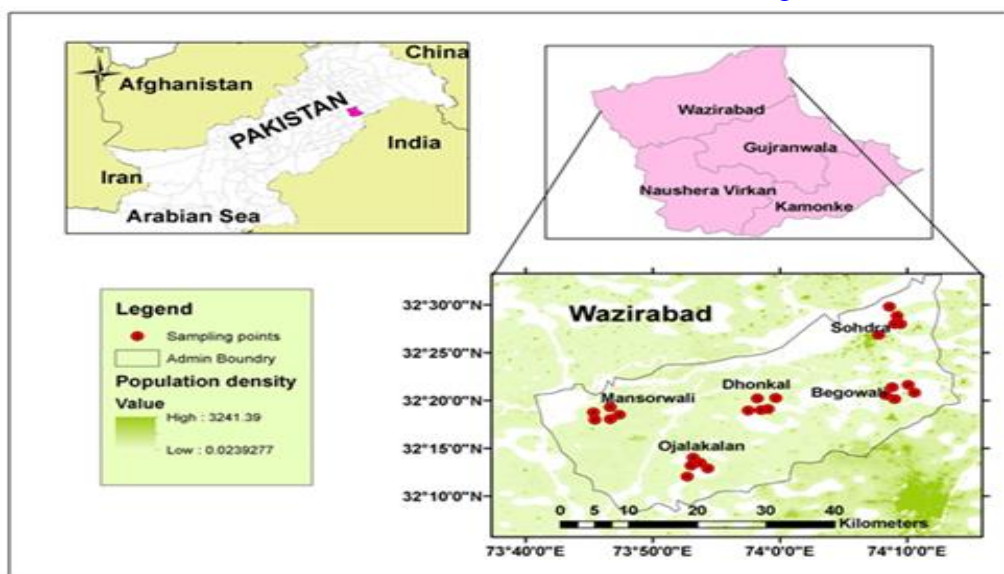 China
Afghanistan
PAKISTAN
India
Iran
Arabian Sea
Wazirabad
Gujranwala
Naushera Virkan
Kamonke
Legend
Sampling points
Admin Boundry
Population density
Value
High : 3241.39
Low : 0.0239277
Wazirabad
32°30'0"N
32°25'0"N
32°20'0"N
32°15'0"N
32°10'0"N
Sohdra
Dhonkal
Begowala
Mansorwali
Ojalakalan
0 5 10 20 30 40
Kilometers
73°40'0"E 73°50'0"E 74°0'0"E 74°10'0"E